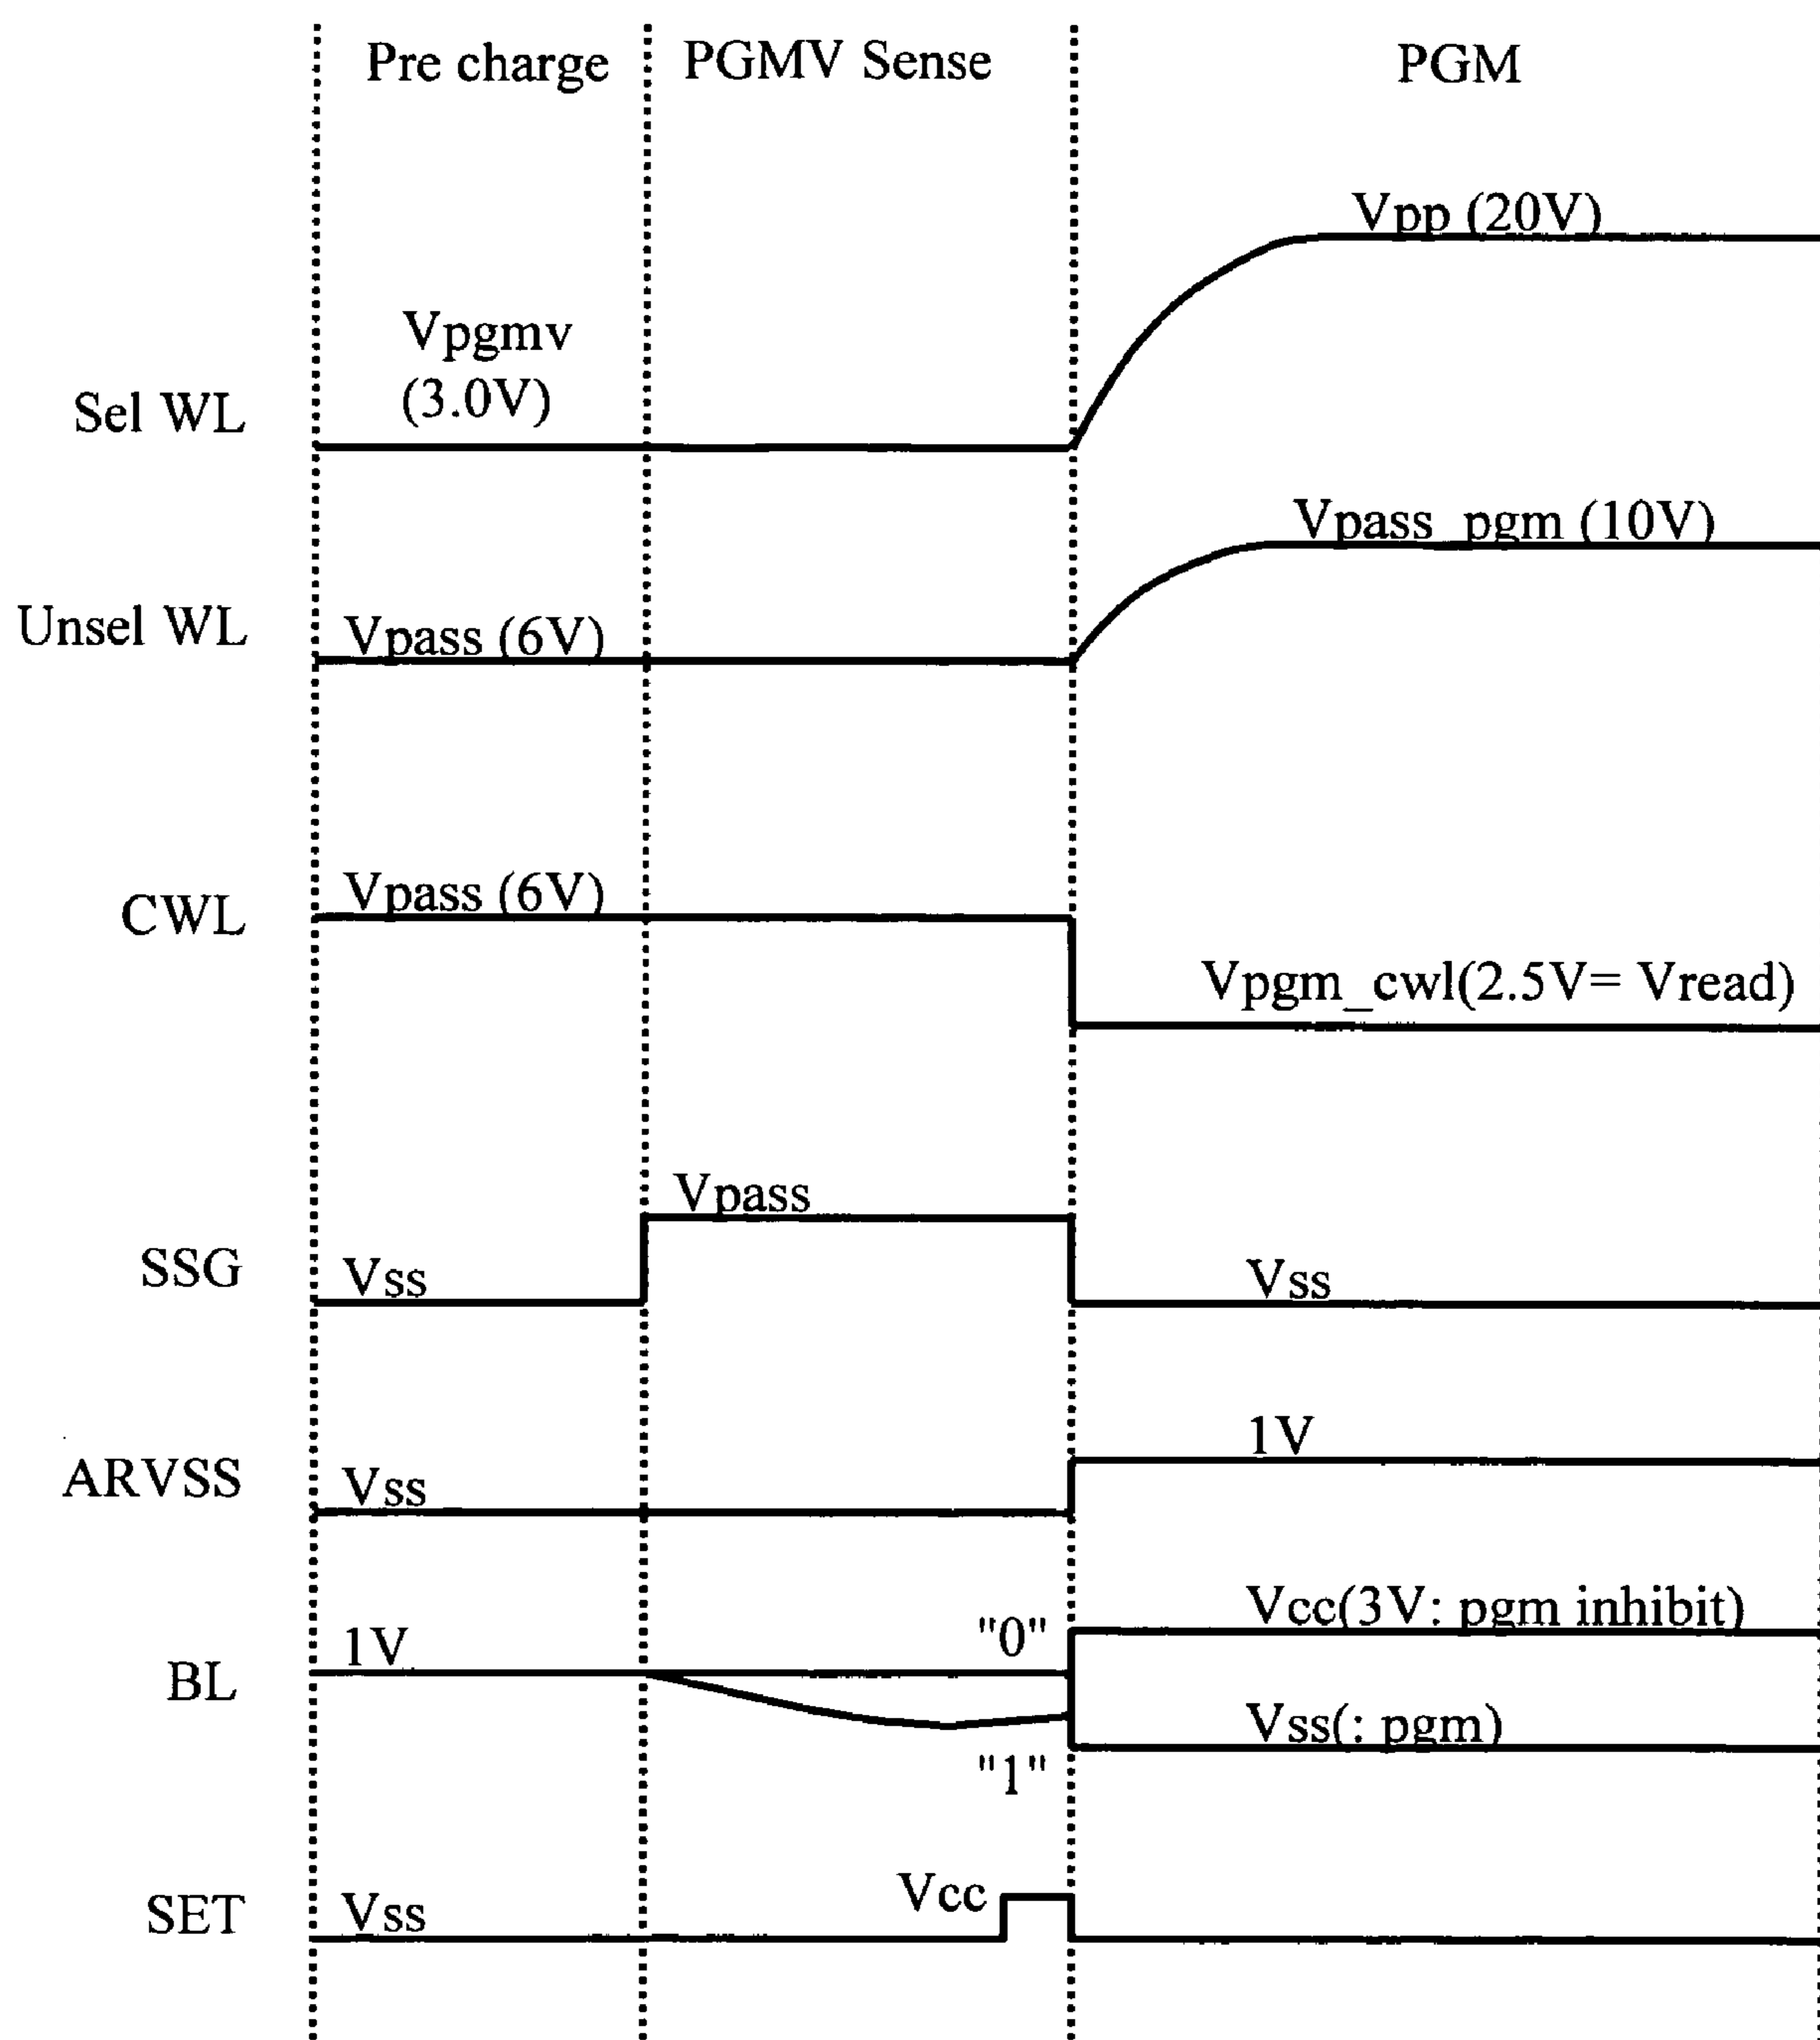 Pre charge
PGMV Sense
PGM
Vpp (20V)
Vpgmv
(3.0V)
Sel WL
Vpass_pgm (10V)
Unsel WL
Vpass (6V)
CWL
Vpass (6V)
Vpgm_cwl(2.5V= Vread)
Vpass
SSG
Vss
Vss
1V
ARVSS
Vss
Vcc(3V: pgm inhibit)
"0"
1V
BL
Vss(: pgm)
"1"
Vcc
SET
Vss